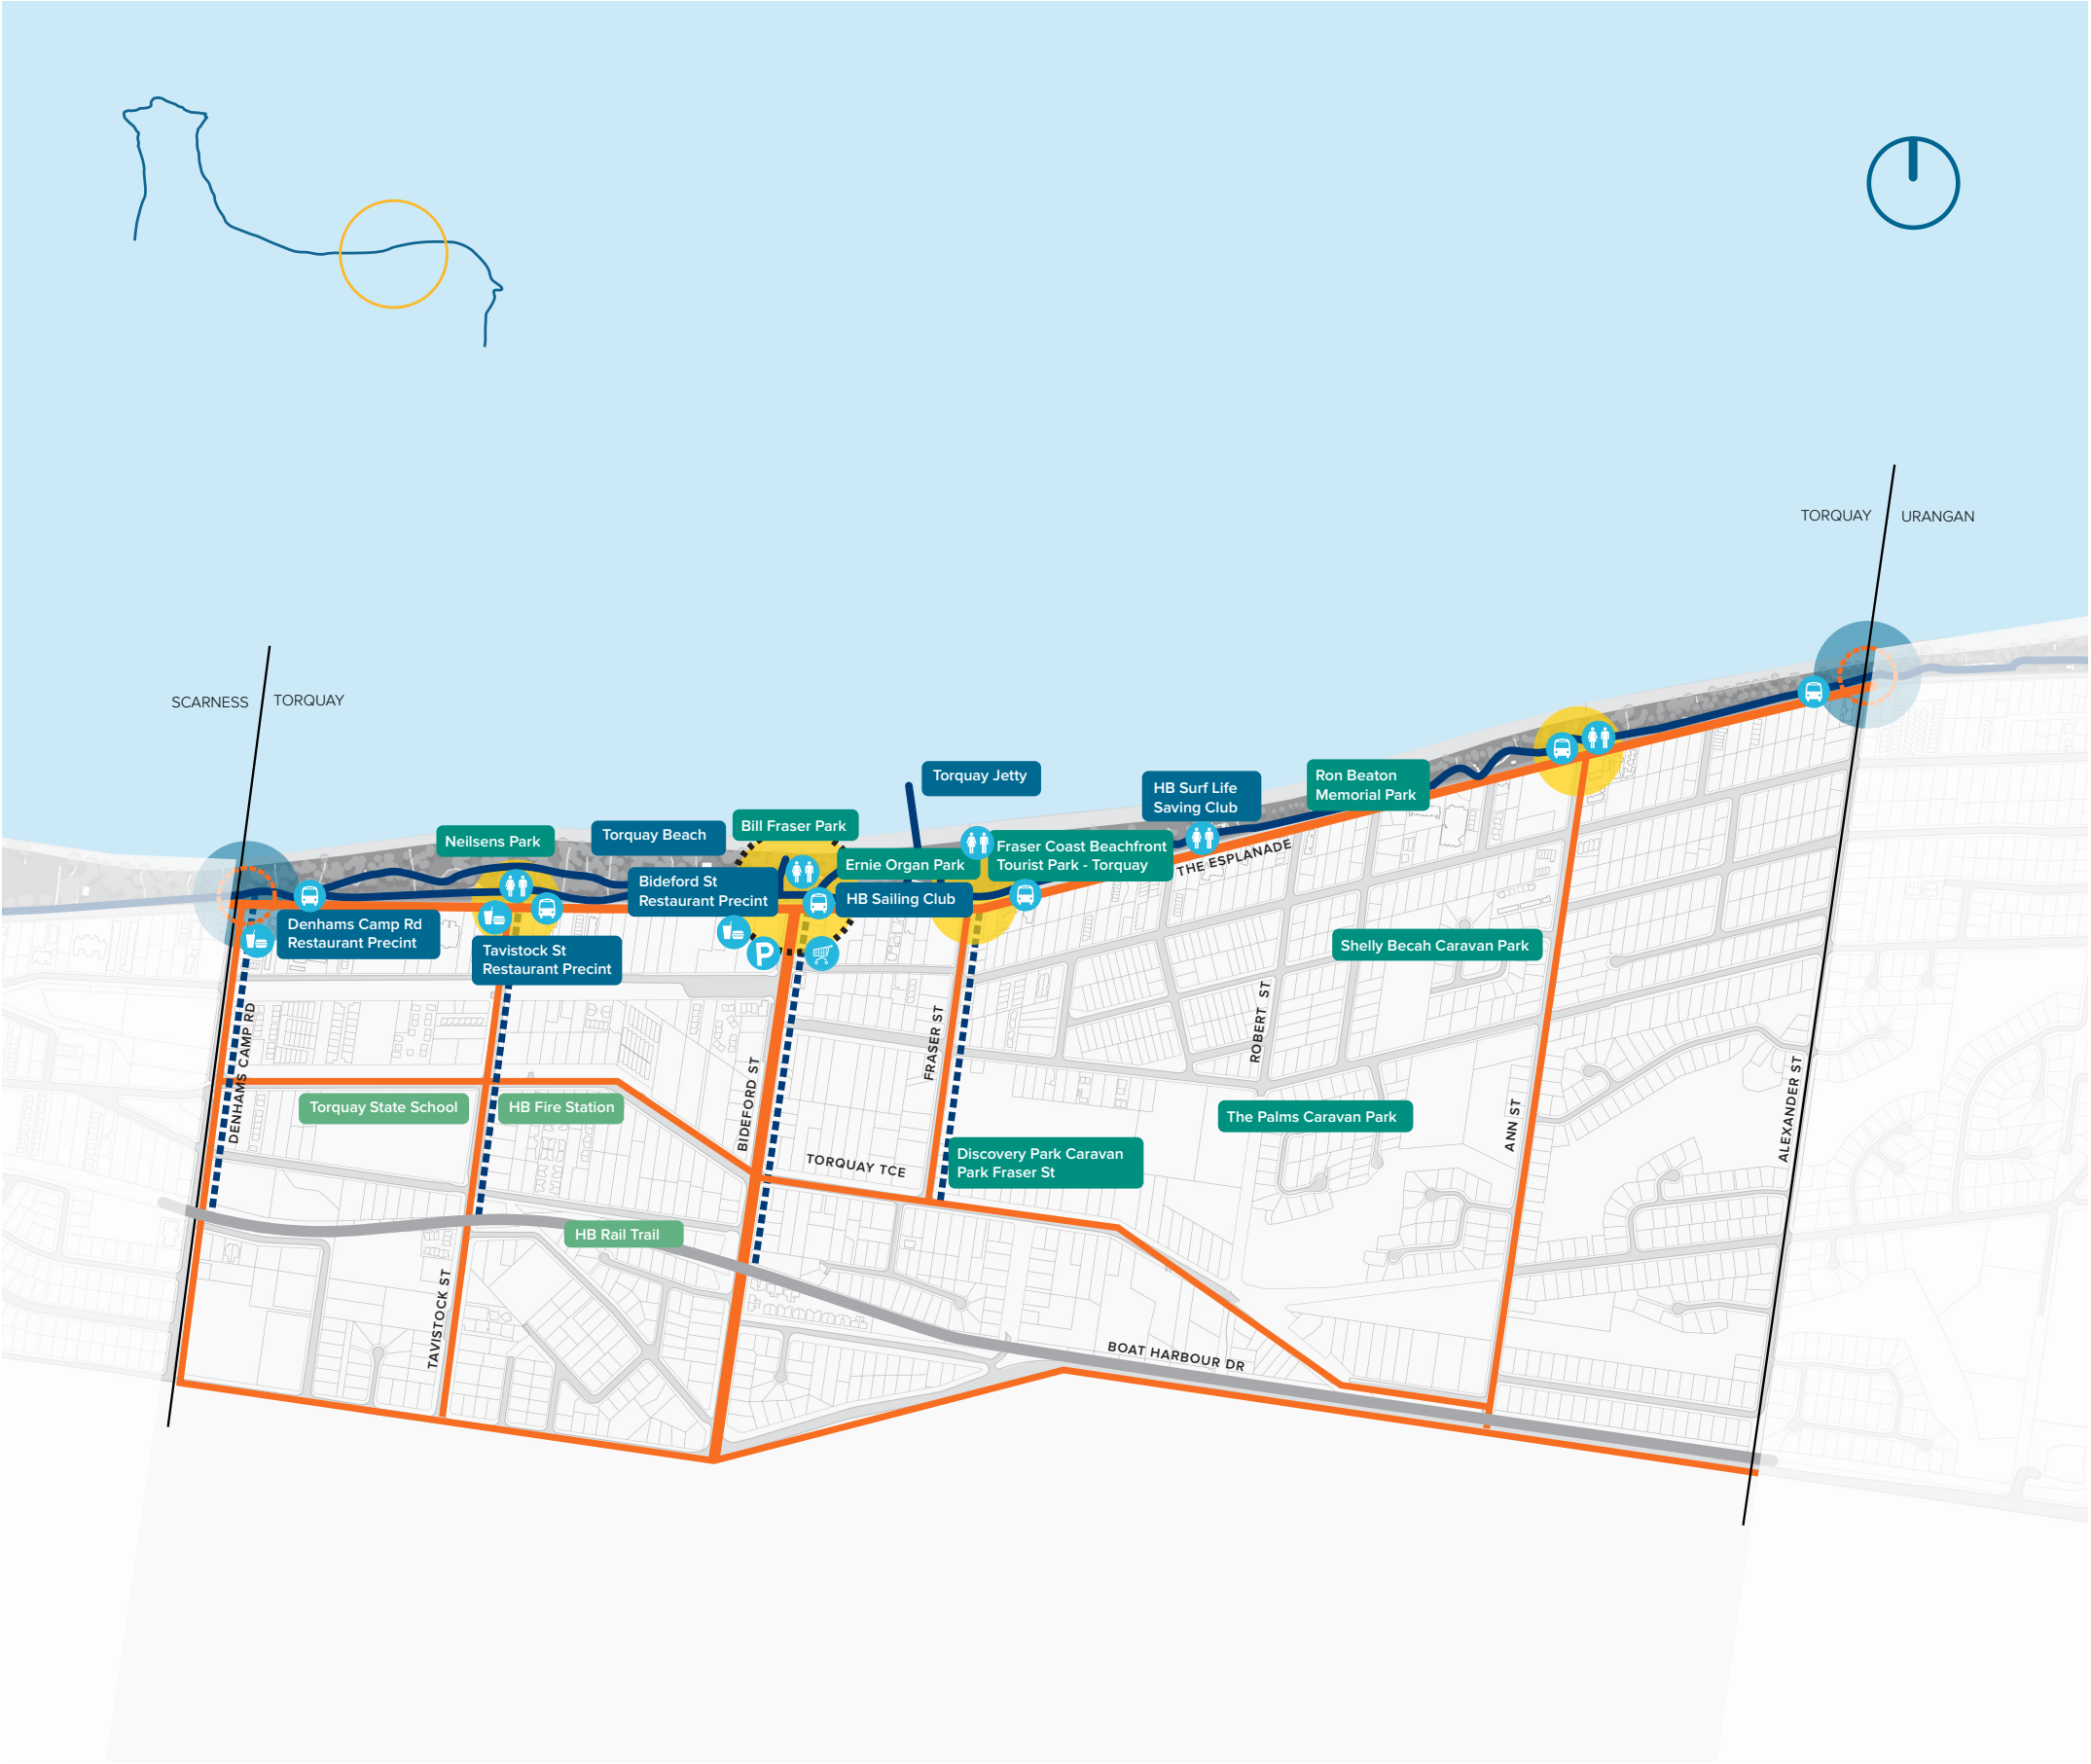 TORQUAY
URANGAN
SCARNESS
TORQUAY
Torquay Jetty
HB Surf Life
Saving Club
Ron Beaton
Memorial Park
Neilsens Park
Torquay Beach
Bill Fraser Park
Ernie Organ Park
Fraser Coast Beachfront
Tourist Park - Torquay
THE ESPLANADE
Bideford St
Restaurant Precint
HB Sailing Club
Denhams Camp Rd
Restaurant Precint
Tavistock St
Restaurant Precint
P
Shelly Becah Caravan Park
DENHAMS CAMP RD
FRASER ST
ROBERT ST
BIDEFORD ST
ANN ST
ALEXANDER ST
Torquay State School
HB Fire Station
The Palms Caravan Park
TORQUAY TCE
Discovery Park Caravan
Park Fraser St
HB Rail Trail
TAVISTOCK ST
BOAT HARBOUR DR